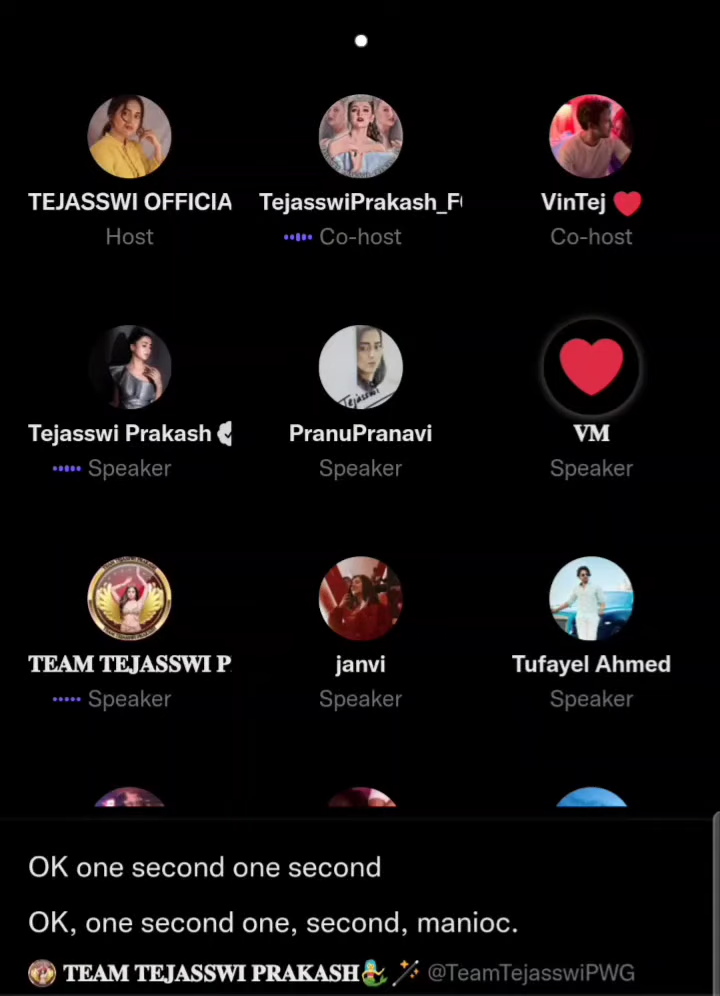 TEJASSWI OFFICIA TejasswiPrakash_F VinTej ❤️
Host Co-host Co-host
Tejasswi Prakash PranuPranavi 𝐕𝐌
Speaker Speaker Speaker
𝐓𝐄𝐀𝐌 𝐓𝐄𝐉𝐀𝐒𝐒𝐖𝐈 𝐏 janvi Tufayel Ahmed
Speaker Speaker Speaker
OK one second one second
OK, one second one, second, manioc.
𝐓𝐄𝐀𝐌 𝐓𝐄𝐉𝐀𝐒𝐒𝐖𝐈 𝐏𝐑𝐀𝐊𝐀𝐒𝐇🧜‍♀️🪄 @TeamTejasswiPWG